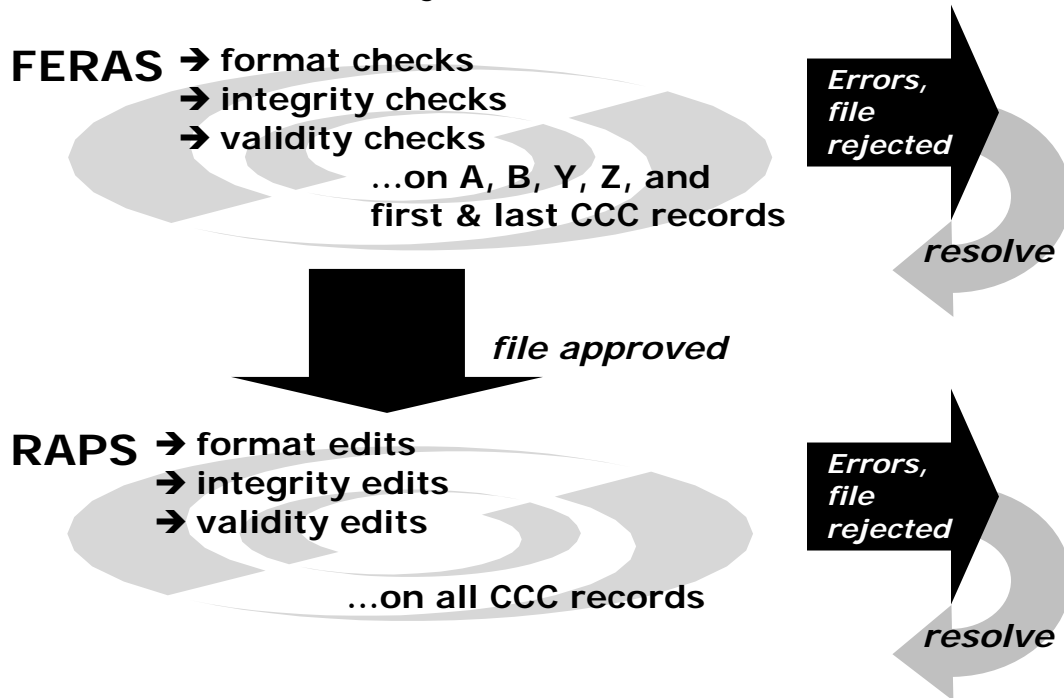 FERAS ➔ format checks
➔ integrity checks
➔ validity checks
...on A, B, Y, Z, and
first & last CCC records
Errors,
file
rejected
resolve
file approved
RAPS ➔ format edits
➔ integrity edits
➔ validity edits
...on all CCC records
Errors,
file
rejected
resolve